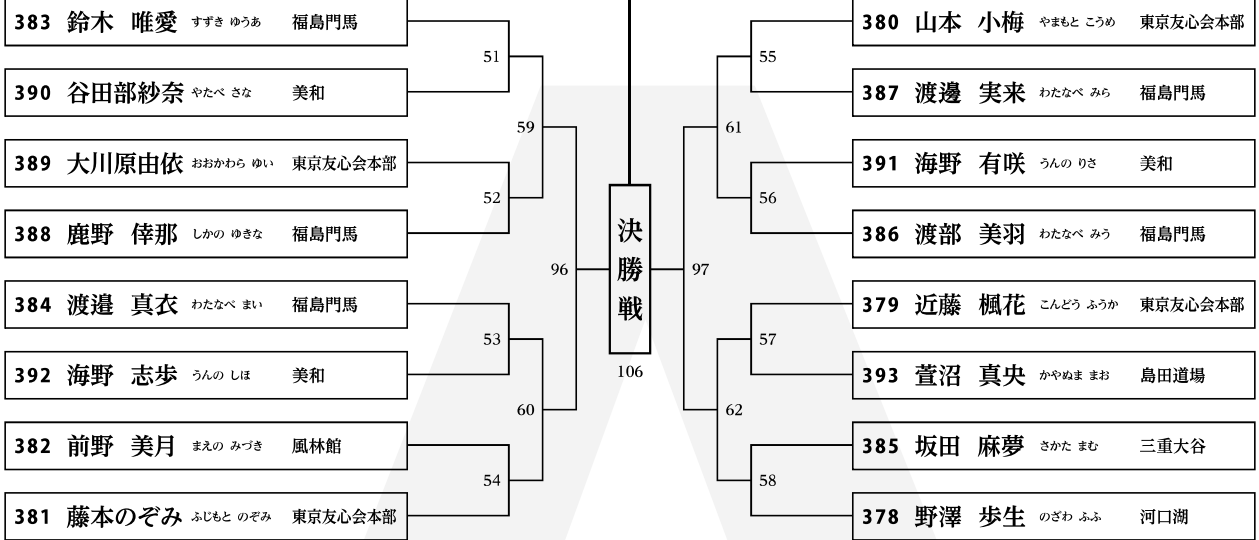 383 鈴木 唯愛 すずき ゆうあ 福島門馬
390 谷田部紗奈 やたべ さな 美和
389 大川原由依 おおかわら ゆい 東京友心会本部
388 鹿野 倖那 しかの ゆきな 福島門馬
384 渡邉 真衣 わたなべ まい 福島門馬
392 海野 志歩 うんの しほ 美和
382 前野 美月 まえの みづき 風林館
381 藤本のぞみ ふじもと のぞみ 東京友心会本部
51
52
53
54
59
60
96
決勝戦
106
97
61
62
55
56
57
58
380 山本 小梅 やまもと こうめ 東京友心会本部
387 渡邊 実来 わたなべ みら 福島門馬
391 海野 有咲 うんの りさ 美和
386 渡部 美羽 わたなべ みう 福島門馬
379 近藤 楓花 こんどう ふうか 東京友心会本部
393 萱沼 真央 かやぬま まお 島田道場
385 坂田 麻夢 さかた まむ 三重大谷
378 野澤 歩生 のざわ ふふ 河口湖